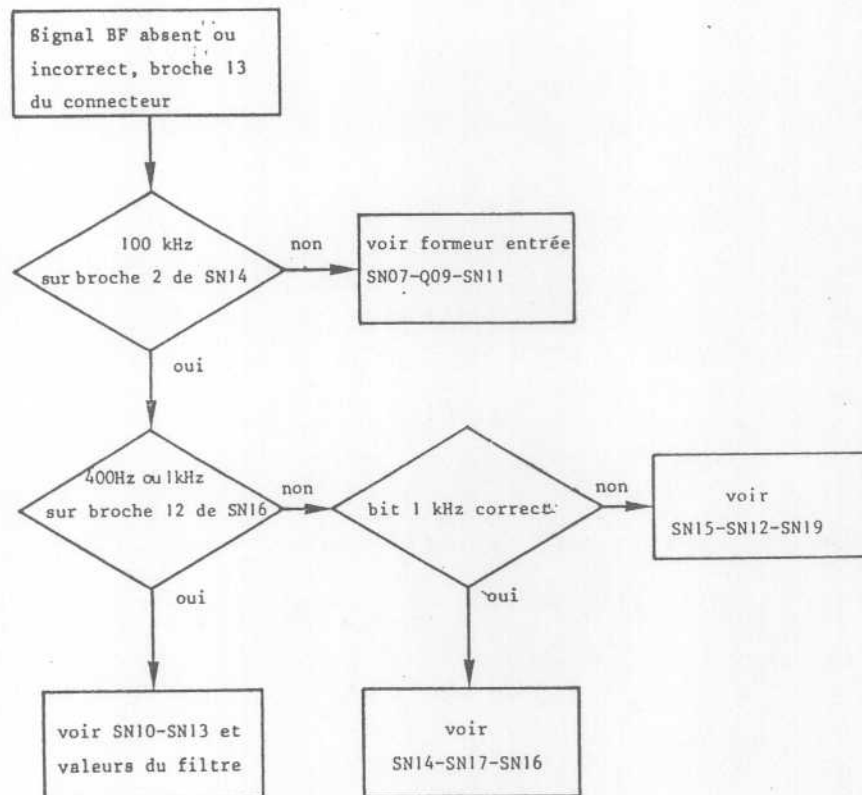 Signal BF absent ou
incorrect, broche 13
du connecteur
100 kHz
sur broche 2 de SN14
non
voir formeur entrée
SN07-Q09-SN11
oui
400Hz ou 1kHz
sur broche 12 de SN16
non
bit 1 kHz correct
non
voir
SN15-SN12-SN19
oui
oui
voir SN10-SN13 et
valeurs du filtre
voir
SN14-SN17-SN16